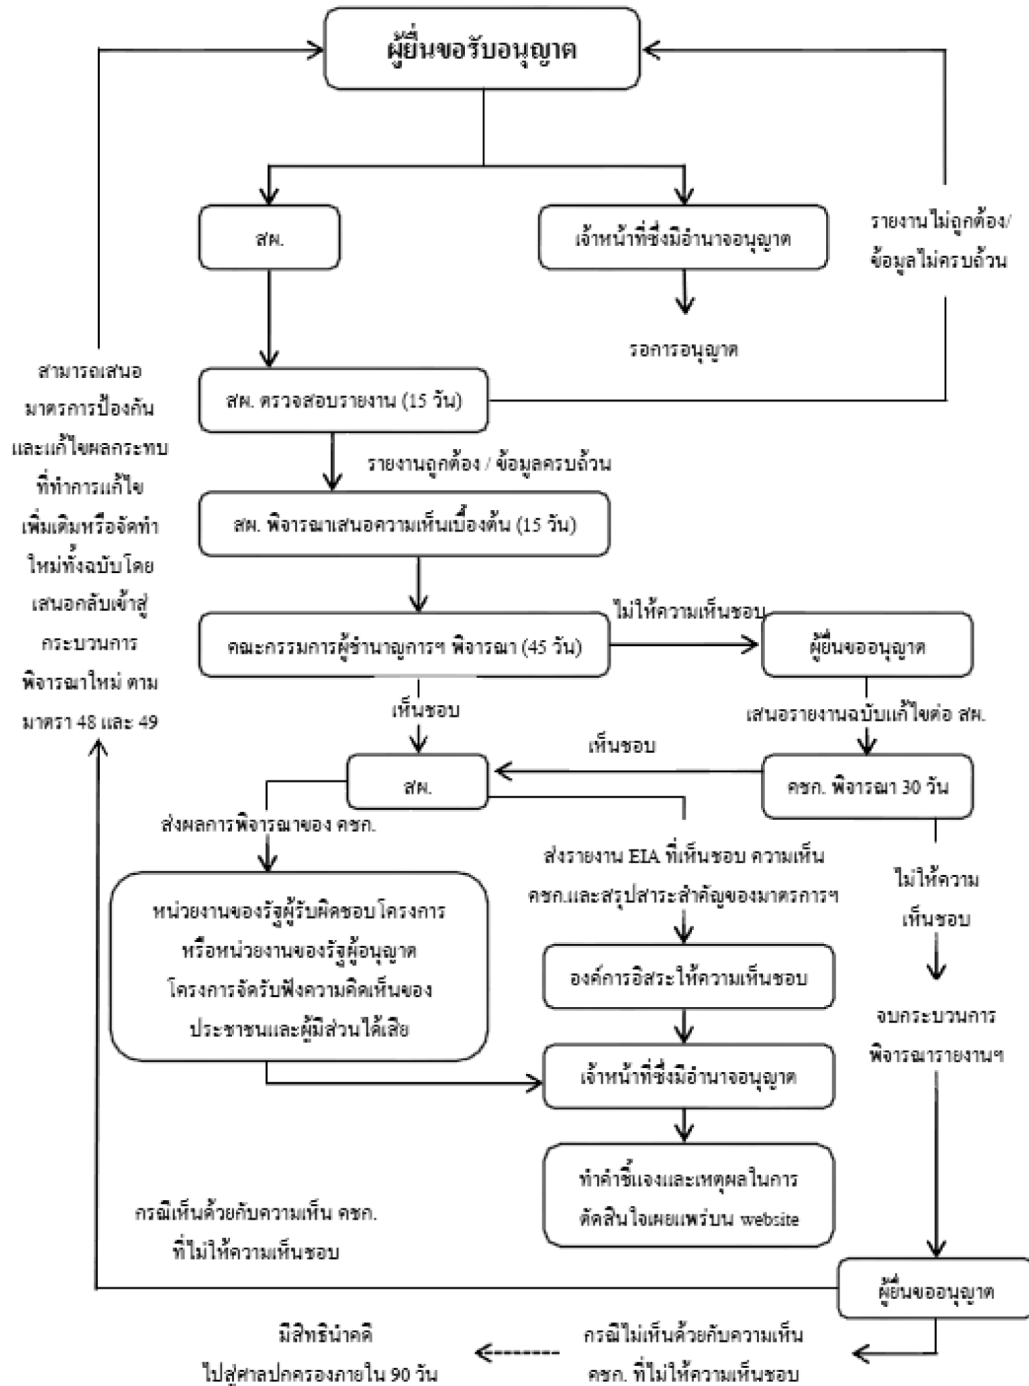 ผู้ยื่นขอรับอนุญาต
สผ.
เจ้าหน้าที่ซึ่งมีอำนาจอนุญาต
รายงานไม่ถูกต้อง/
ข้อมูลไม่ครบถ้วน
รอการอนุญาต
สามารถเสนอ
มาตรการป้องกัน
และแก้ไขผลกระทบ
ที่ทำการแก้ไข
เพิ่มเติมหรือจัดทำ
ใหม่ทั้งฉบับโดย
เสนอกลับเข้าสู่
กระบวนการ
พิจารณาใหม่ ตาม
มาตรา 48 และ 49
สผ. ตรวจสอบรายงาน (15 วัน)
รายงานถูกต้อง / ข้อมูลครบถ้วน
สผ. พิจารณาเสนอความเห็นเบื้องต้น (15 วัน)
คณะกรรมการผู้ชำนาญการฯ พิจารณา (45 วัน)
ไม่ให้ความเห็นชอบ
ผู้ยื่นขออนุญาต
เห็นชอบ
เสนอรายงานฉบับแก้ไขต่อ สผ.
เห็นชอบ
สผ.
คชก. พิจารณา 30 วัน
ส่งผลการพิจารณาของ คชก.
ส่งรายงาน EIA ที่เห็นชอบ ความเห็น
คชก.และสรุปสาระสำคัญของมาตรการฯ
ไม่ให้ความ
เห็นชอบ
หน่วยงานของรัฐผู้รับผิดชอบโครงการ
หรือหน่วยงานของรัฐผู้อนุญาต
โครงการจัดรับฟังความคิดเห็นของ
ประชาชนและผู้มีส่วนได้เสีย
องค์การอิสระให้ความเห็นชอบ
จบกระบวนการ
พิจารณารายงานฯ
เจ้าหน้าที่ซึ่งมีอำนาจอนุญาต
ทำคำชี้แจงและเหตุผลในการ
ตัดสินใจเผยแพร่บน website
กรณีเห็นด้วยกับความเห็น คชก.
ที่ไม่ให้ความเห็นชอบ
ผู้ยื่นขออนุญาต
กรณีไม่เห็นด้วยกับความเห็น
คชก. ที่ไม่ให้ความเห็นชอบ
มีสิทธินำคดี
ไปสู่ศาลปกครองภายใน 90 วัน